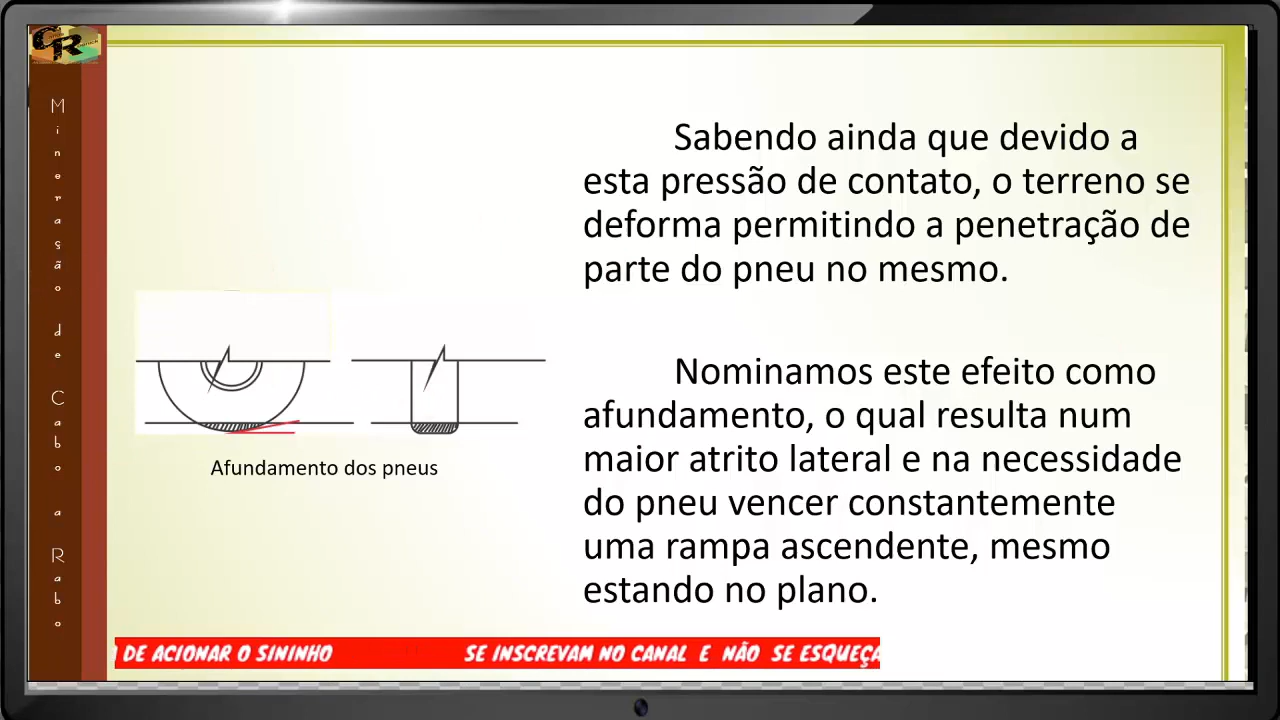 CR
Mineração de Cabo a Rabo
Sabendo ainda que devido a
esta pressão de contato, o terreno se
deforma permitindo a penetração de
parte do pneu no mesmo.
Nominamos este efeito como
afundamento, o qual resulta num
maior atrito lateral e na necessidade
do pneu vencer constantemente
uma rampa ascendente, mesmo
estando no plano.
Afundamento dos pneus
DE ACIONAR O SININHO SE INSCREVAM NO CANAL E NÃO SE ESQUEÇA